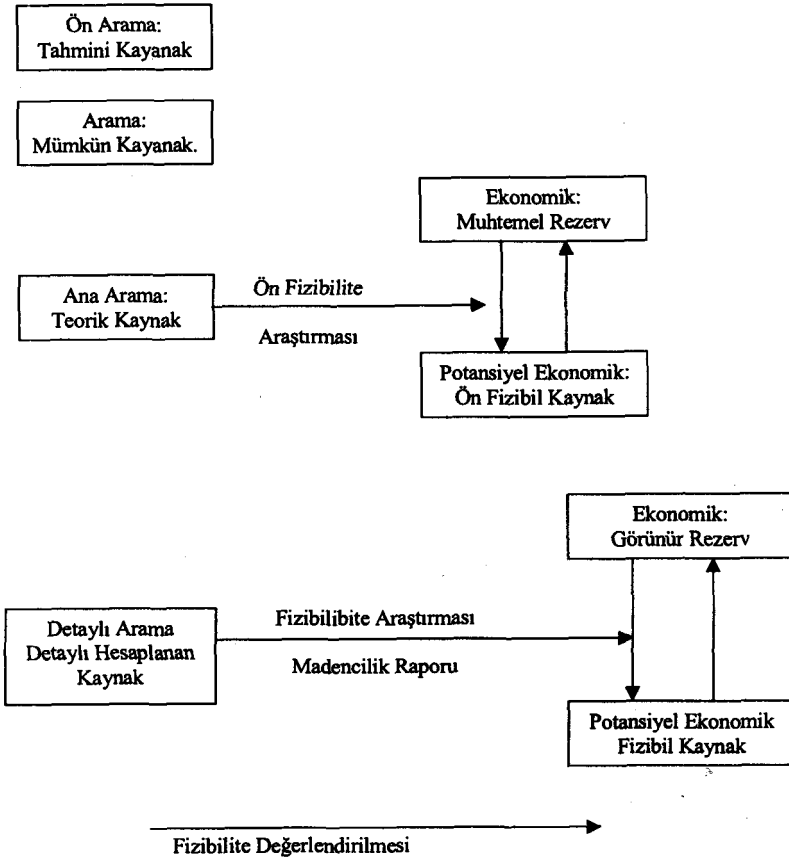 Ön Arama:
Tahmini Kayanak
Arama:
Mümkün Kayanak.
Ekonomik:
Muhtemel Rezerv
Ana Arama:
Teorik Kaynak
Ön Fizibilite
Araştırması
Potansiyel Ekonomik:
Ön Fizibil Kaynak
Ekonomik:
Görünür Rezerv
Detaylı Arama
Detaylı Hesaplanan
Kaynak
Fizibilibite Araştırması
Madencilik Raporu
Potansiyel Ekonomik
Fizibil Kaynak
Fizibilite Değerlendirilmesi